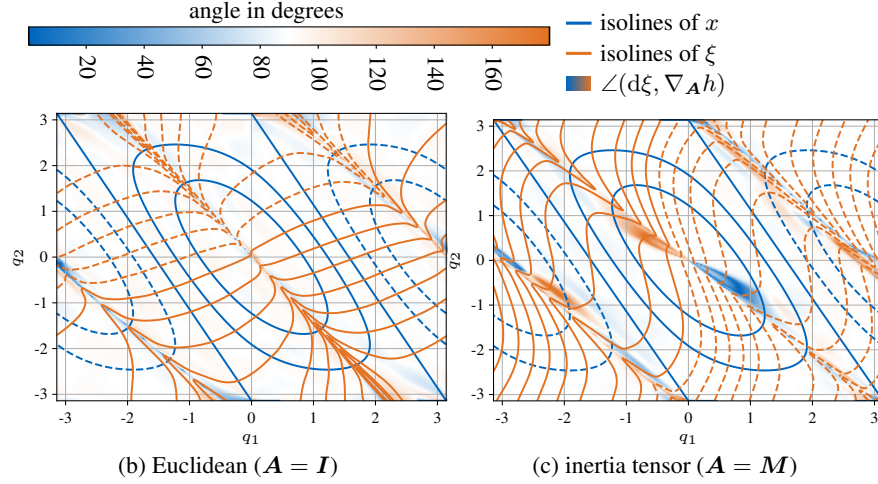 angle in degrees
20 60 80 100 120 140 160
isolines of x
isolines of ξ
∠(dξ, ∇_A h)
3 2 1 0 -1 -2 -3
q₂
-3 -2 -1 0 1 2 3
q₁
3 2 1 0 -1 -2 -3
q₂
-3 -2 -1 0 1 2 3
q₁
(b) Euclidean (A = I)
(c) inertia tensor (A = M)